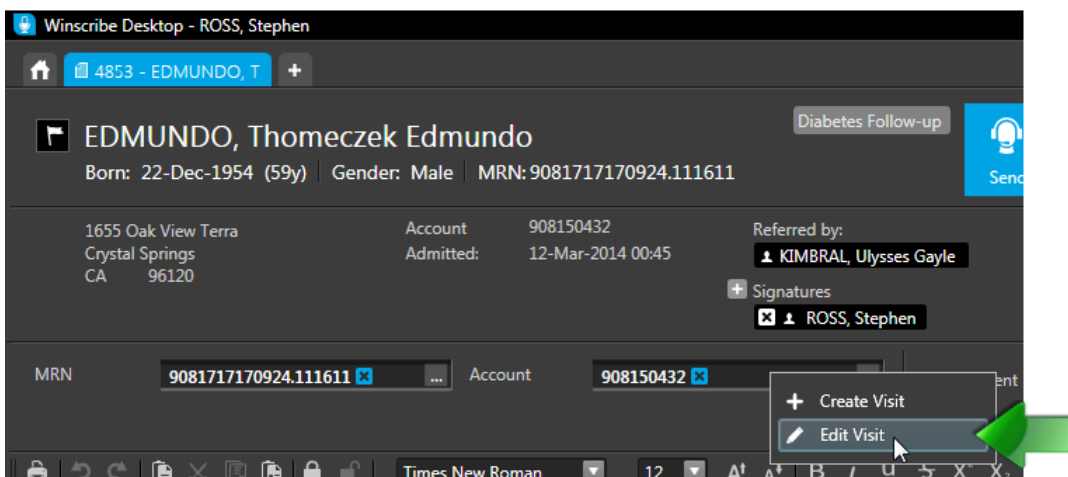 Winscribe Desktop - ROSS, Stephen
4853 - EDMUNDO, T
EDMUNDO, Thomeczek Edmundo
Diabetes Follow-up
Born: 22-Dec-1954 (59y) Gender: Male MRN: 9081717170924.111611
1655 Oak View Terra
Crystal Springs
CA 96120
Account 908150432
Admitted: 12-Mar-2014 00:45
Referred by:
KIMBRAL, Ulysses Gayle
Signatures
ROSS, Stephen
MRN 9081717170924.111611 ... Account 908150432
Create Visit
Edit Visit
Times New Roman 12